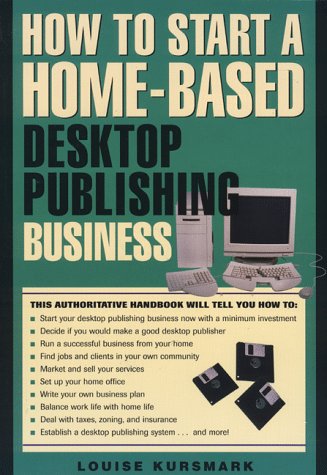 HOW TO START A
HOME-BASED
DESKTOP
PUBLISHING
BUSINESS
THIS AUTHORITATIVE HANDBOOK WILL TELL YOU HOW TO:
■ Start your desktop publishing business now with a minimum investment
■ Decide if you would make a good desktop publisher
■ Run a successful business from your home
■ Find jobs and clients in your own community
■ Market and sell your services
■ Set up your home office
■ Write your own business plan
■ Balance work life with home life
■ Deal with taxes, zoning, and insurance
■ Establish a desktop publishing system . . . and more!
LOUISE KURSMARK